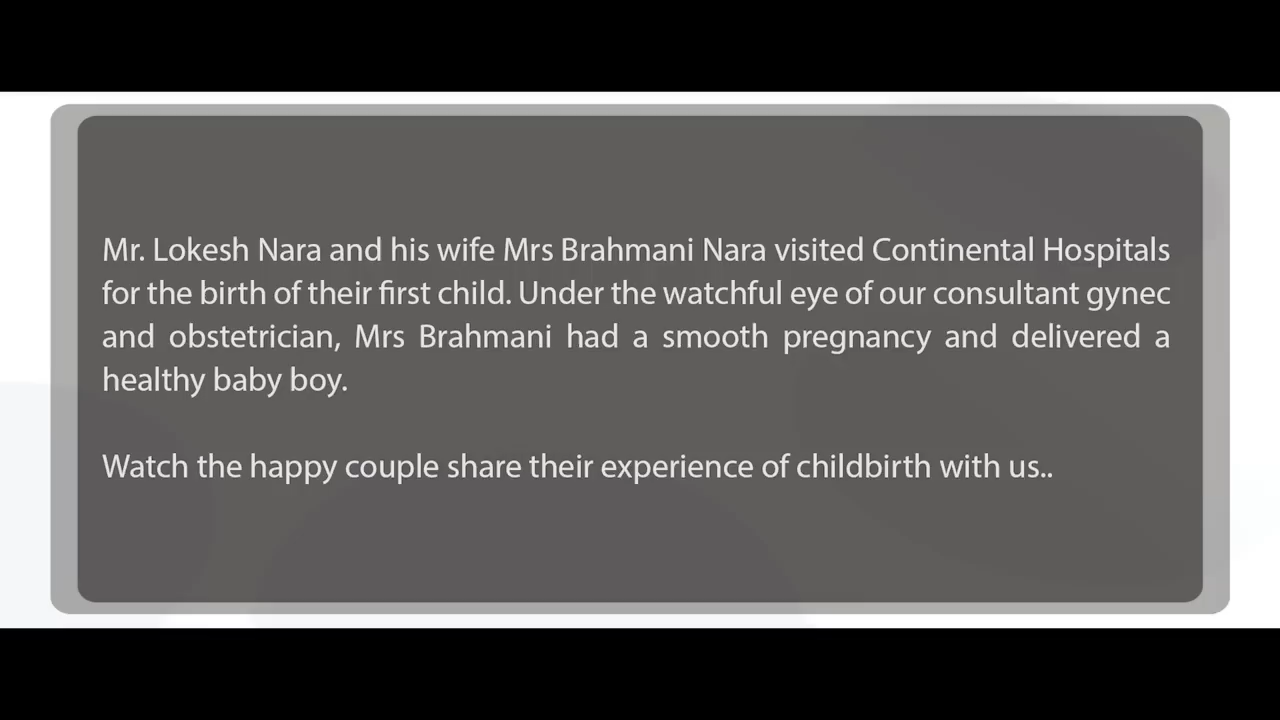 Mr. Lokesh Nara and his wife Mrs Brahmani Nara visited Continental Hospitals
for the birth of their first child. Under the watchful eye of our consultant gynec
and obstetrician, Mrs Brahmani had a smooth pregnancy and delivered a
healthy baby boy.
Watch the happy couple share their experience of childbirth with us..